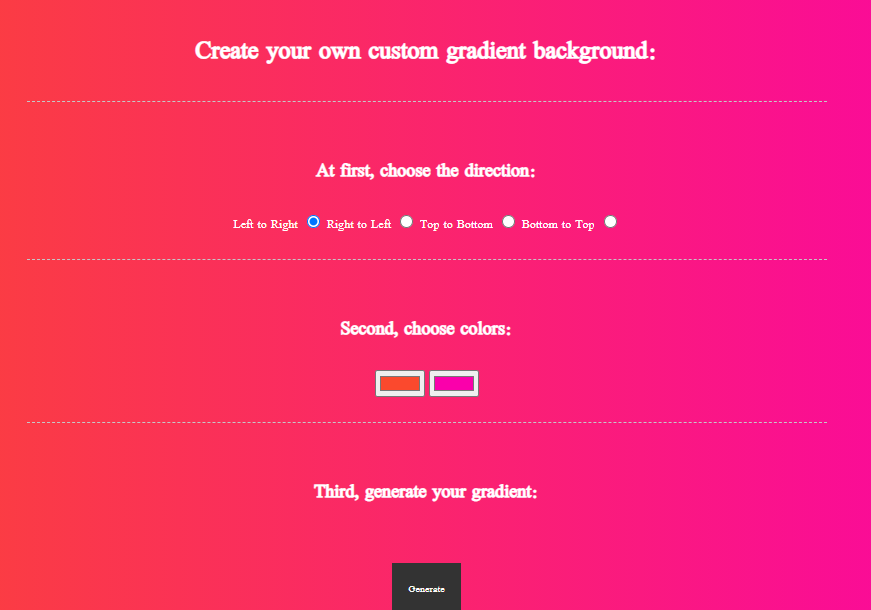 Create your own custom gradient background:
At first, choose the direction:
Left to Right Right to Left Top to Bottom Bottom to Top
Second, choose colors:
Third, generate your gradient:
Generate